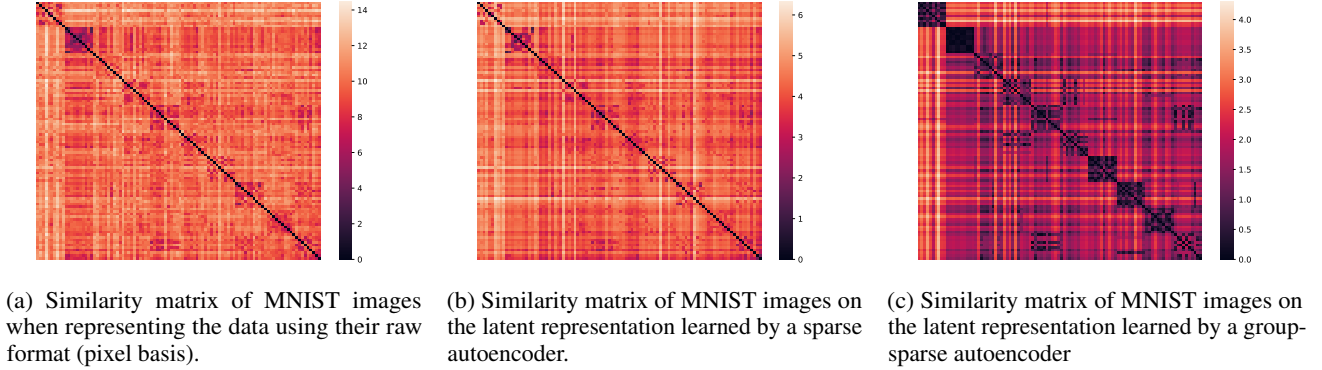 14
12
10
8
6
4
2
0
6
5
4
3
2
1
0
4.0
3.5
3.0
2.5
2.0
1.5
1.0
0.5
0.0
(a) Similarity matrix of MNIST images
when representing the data using their raw
format (pixel basis).
(b) Similarity matrix of MNIST images on
the latent representation learned by a sparse
autoencoder.
(c) Similarity matrix of MNIST images on
the latent representation learned by a group-
sparse autoencoder